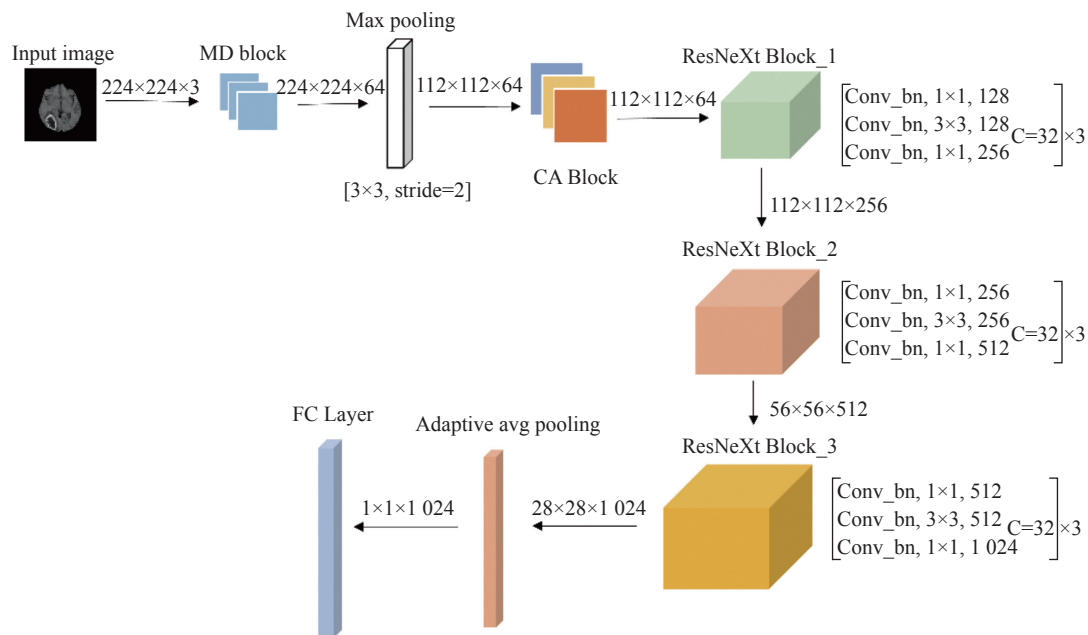 Input image
224×224×3
MD block
224×224×64
Max pooling
[3×3, stride=2]
112×112×64
CA Block
112×112×64
ResNeXt Block_1
Conv_bn, 1×1, 128
Conv_bn, 3×3, 128
Conv_bn, 1×1, 256
C=32
×3
112×112×256
ResNeXt Block_2
Conv_bn, 1×1, 256
Conv_bn, 3×3, 256
Conv_bn, 1×1, 512
C=32
×3
56×56×512
ResNeXt Block_3
Conv_bn, 1×1, 512
Conv_bn, 3×3, 512
Conv_bn, 1×1, 1 024
C=32
×3
28×28×1 024
Adaptive avg pooling
1×1×1 024
FC Layer